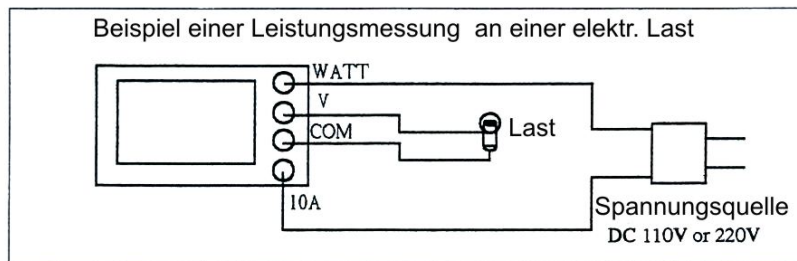 Beispiel einer Leistungsmessung an einer elektr. Last
WATT
V
COM
Last
10A
Spannungsquelle
DC 110V or 220V